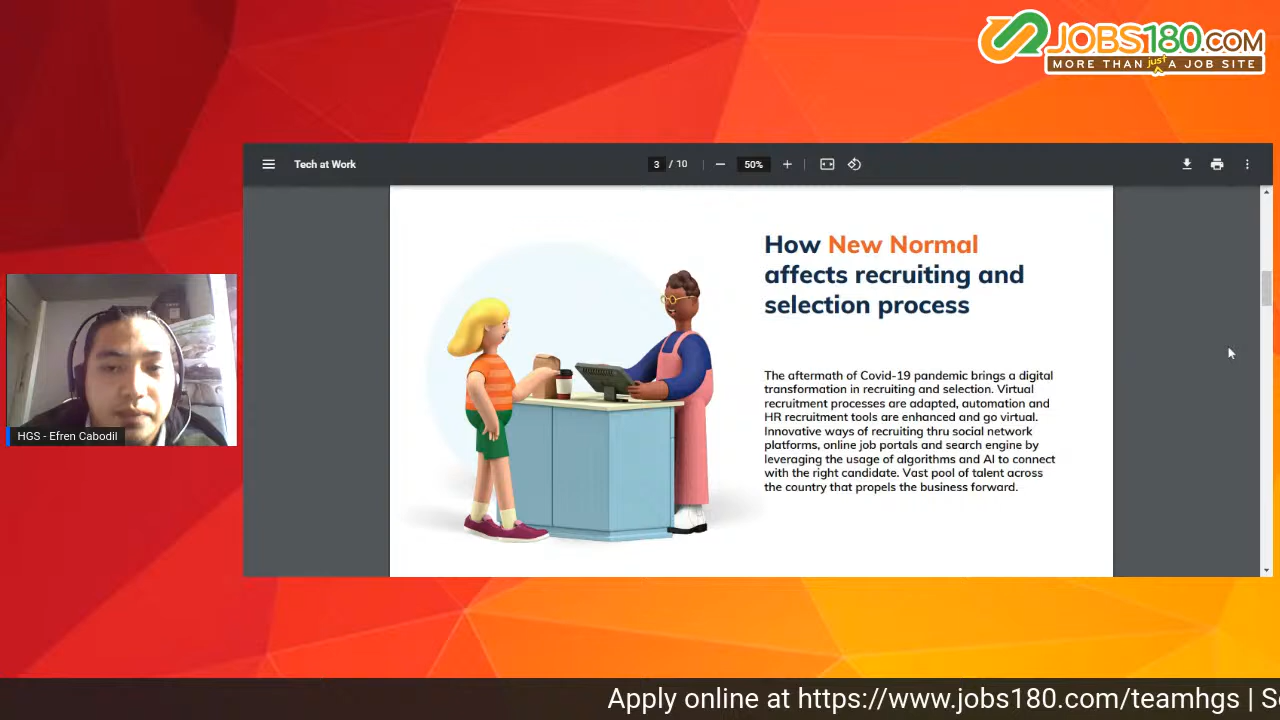 JOBS180.COM
MORE THAN just A JOB SITE
Tech at Work
3 / 10
50%
How New Normal
affects recruiting and
selection process
The aftermath of Covid-19 pandemic brings a digital
transformation in recruiting and selection. Virtual
recruitment processes are adapted, automation and
HR recruitment tools are enhanced and go virtual.
Innovative ways of recruiting thru social network
platforms, online job portals and search engine by
leveraging the usage of algorithms and AI to connect
with the right candidate. Vast pool of talent across
the country that propels the business forward.
HGS - Efren Cabodil
Apply online at https://www.jobs180.com/teamhgs |